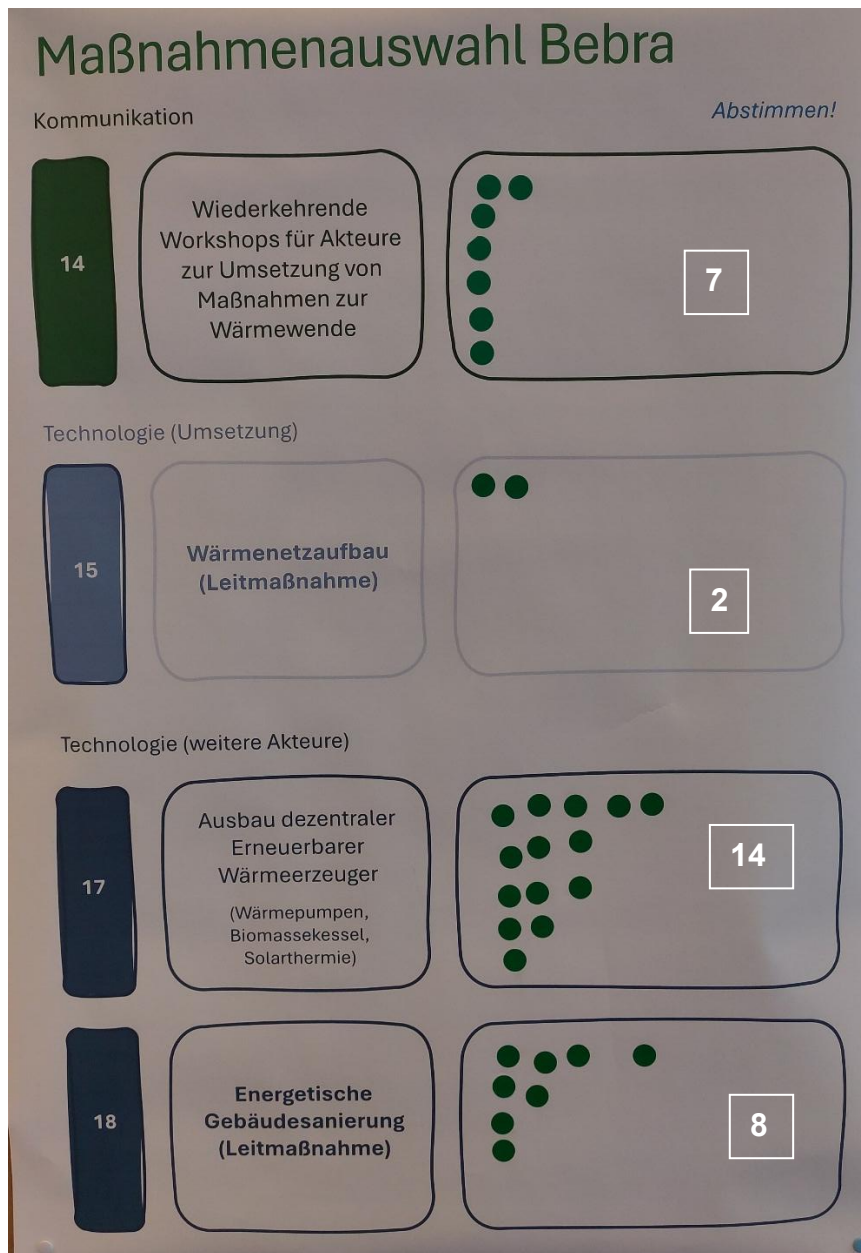 Maßnahmenauswahl Bebra
Kommunikation
Abstimmen!
14
Wiederkehrende
Workshops für Akteure
zur Umsetzung von
Maßnahmen zur
Wärmewende
7
Technologie (Umsetzung)
15
Wärmenetzaufbau
(Leitmaßnahme)
2
Technologie (weitere Akteure)
17
Ausbau dezentraler
Erneuerbarer
Wärmeerzeuger
(Wärmepumpen,
Biomassekessel,
Solarthermie)
14
18
Energetische
Gebäudesanierung
(Leitmaßnahme)
8